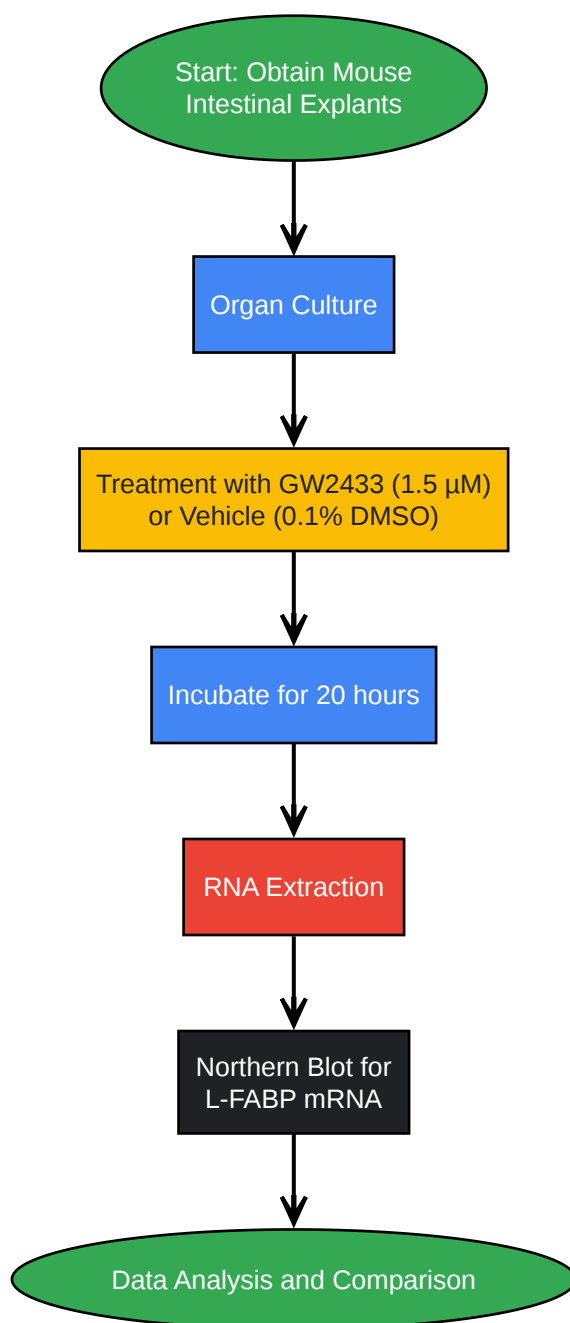 Start: Obtain Mouse
Intestinal Explants
Organ Culture
Treatment with GW2433 (1.5 µM)
or Vehicle (0.1% DMSO)
Incubate for 20 hours
RNA Extraction
Northern Blot for
L-FABP mRNA
Data Analysis and Comparison